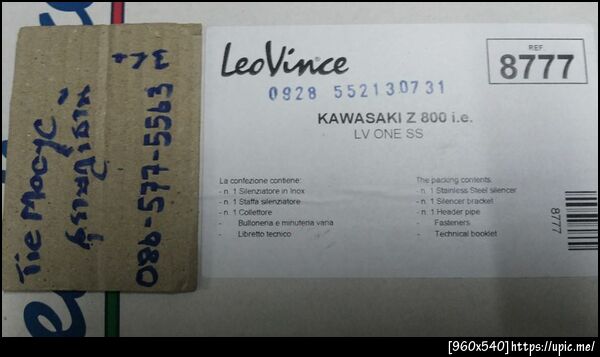 Tie Mocyc
086-577-5563
LeoVince
0928 552130731
REF.
8777
KAWASAKI Z 800 i.e.
LV ONE SS
La confezione contiene:
- n. 1 Silenziatore in Inox
- n. 1 Staffa silenziatore
- n. 1 Collettore
- Bulloneria e minuteria varia
- Libretto tecnico
The packing contents:
- n. 1 Stainless Steel silencer
- n. 1 Silencer bracket
- n. 1 Header pipe
Fasteners
- Technical booklet
8777
[960x540]https://upic.me/